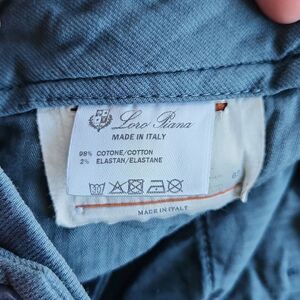 Loro Piana
MADE IN ITALY
98% COTONE/COTTON
2% ELASTAN/ELASTANE
MADE IN ITALY